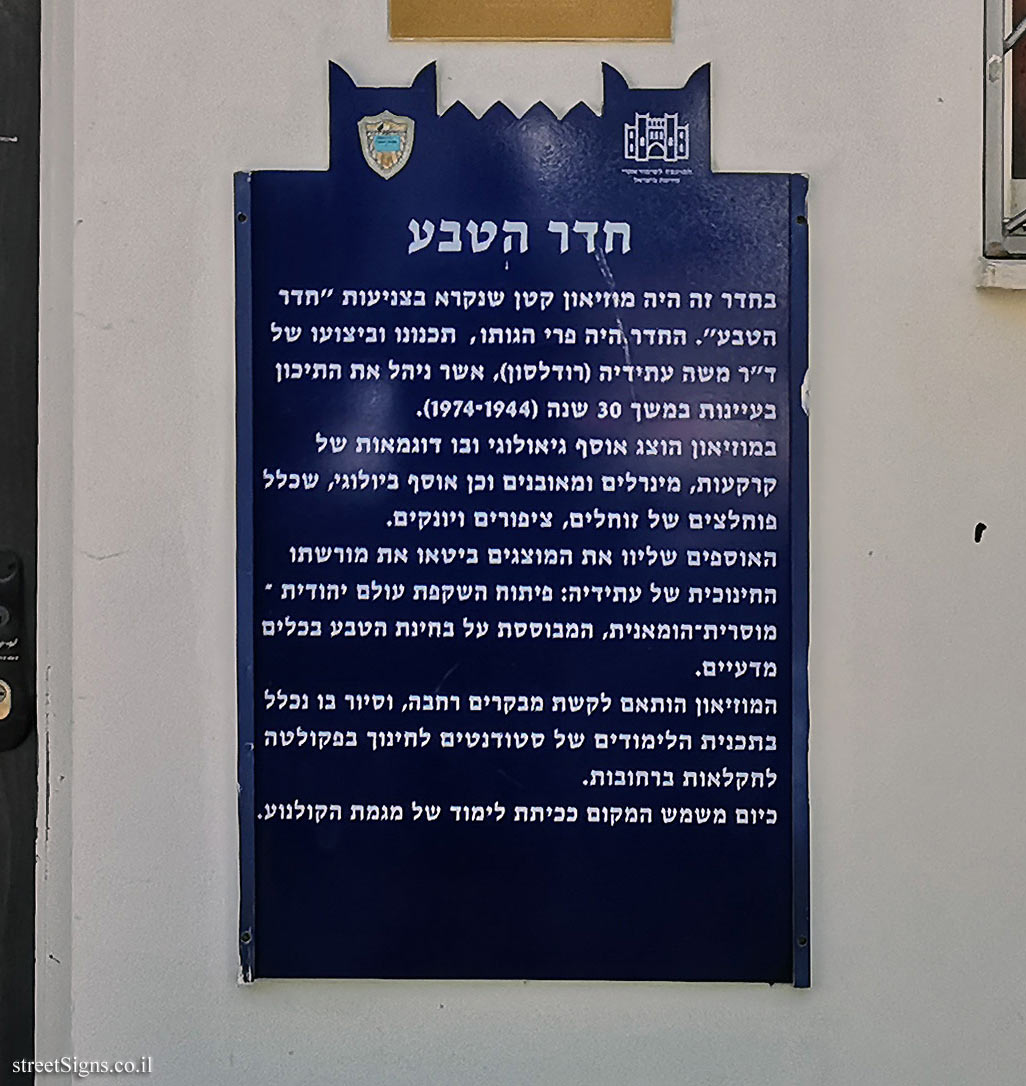 המועצה לשימור אתרי
מורשת בישראל
חדר הטבע
בחדר זה היה מוזיאון קטן שנקרא בצניעות "חדר
הטבע". החדר היה פרי הגותו, תכנונו וביצועו של
ד"ר משה עתידיה (רודלסון), אשר ניהל את התיכון
בעיינות במשך 30 שנה (1974-1944).
במוזיאון הוצג אוסף גיאולוגי ובו דוגמאות של
קרקעות, מינרלים ומאובנים וכן אוסף ביולוגי, שכלל
פוחלצים של זוחלים, ציפורים ויונקים.
האוספים שליוו את המוצגים ביטאו את מורשתו
החינוכית של עתידיה: פיתוח השקפת עולם יהודית -
מוסרית-הומאנית, המבוססת על בחינת הטבע בכלים
מדעיים.
המוזיאון הותאם לקשת מבקרים רחבה, וסיור בו נכלל
בתכנית הלימודים של סטודנטים לחינוך בפקולטה
לחקלאות ברחובות.
כיום משמש המקום ככיתת לימוד של מגמת הקולנוע.
streetSigns.co.il